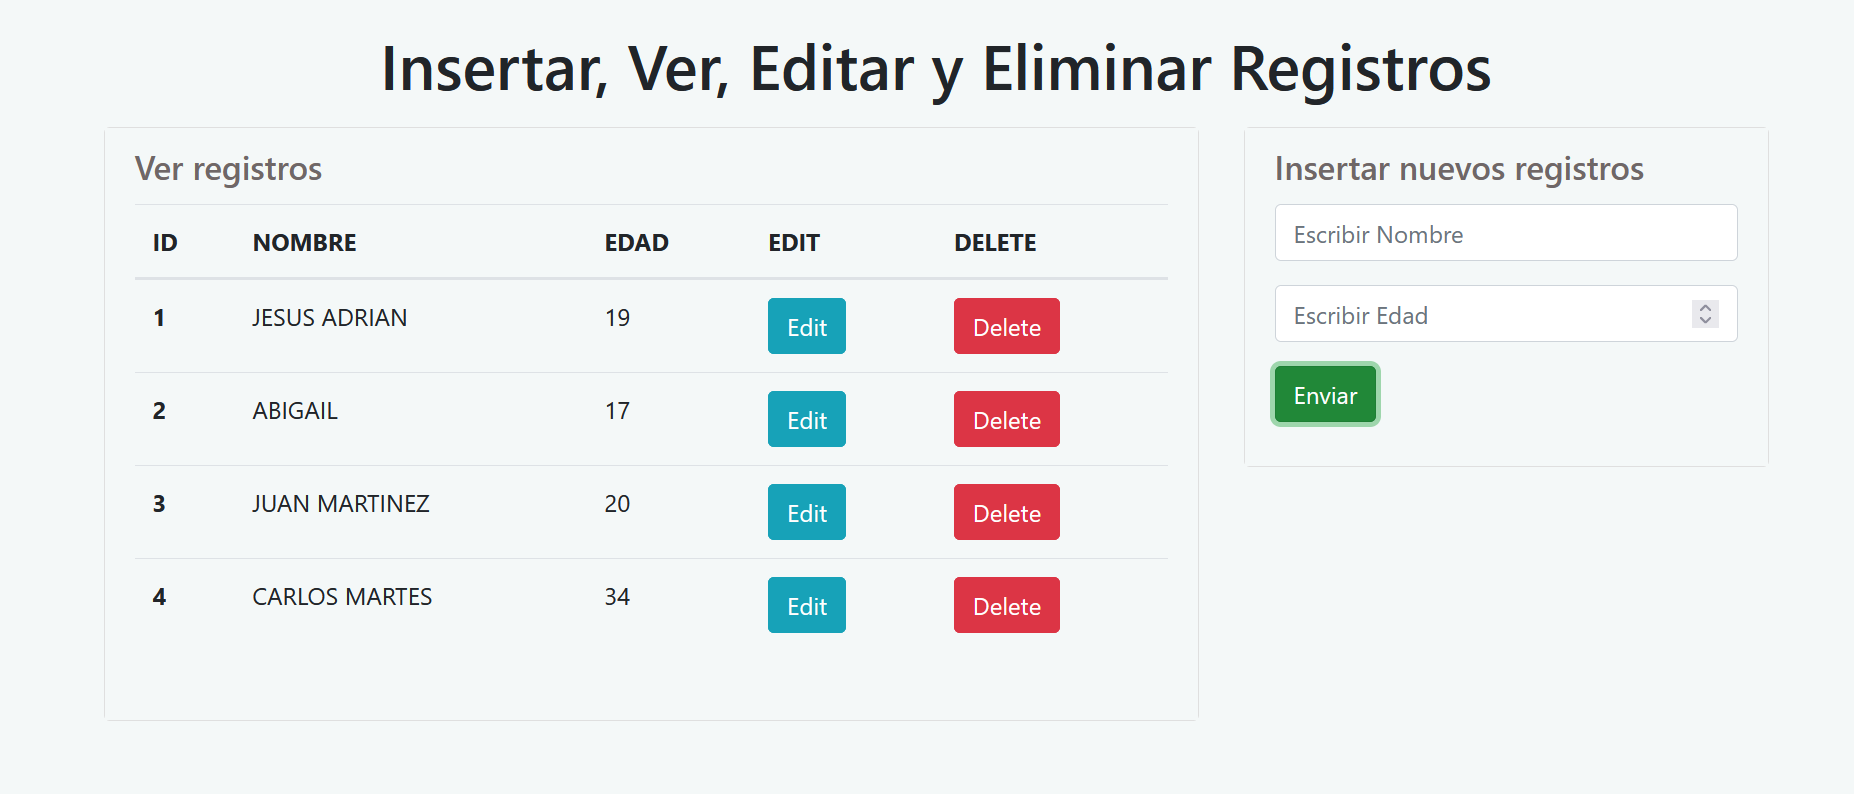 Insertar, Ver, Editar y Eliminar Registros
Ver registros
ID NOMBRE EDAD EDIT DELETE
1 JESUS ADRIAN 19 Edit Delete
2 ABIGAIL 17 Edit Delete
3 JUAN MARTINEZ 20 Edit Delete
4 CARLOS MARTES 34 Edit Delete
Insertar nuevos registros
Escribir Nombre
Escribir Edad
Enviar